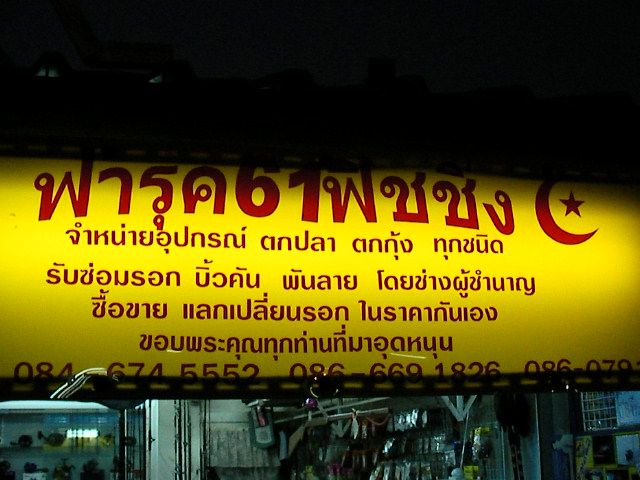 ฟารุค61ฟิชชิ่ง
จำหน่ายอุปกรณ์ ตกปลา ตกกุ้ง ทุกชนิด
รับซ่อมรอก บิ้วคัน พันลาย โดยช่างผู้ชำนาญ
ซื้อขาย แลกเปลี่ยนรอก ในราคากันเอง
ขอบพระคุณทุกท่านที่มาอุดหนุน
084-674 5552 086-669 1826 086-079